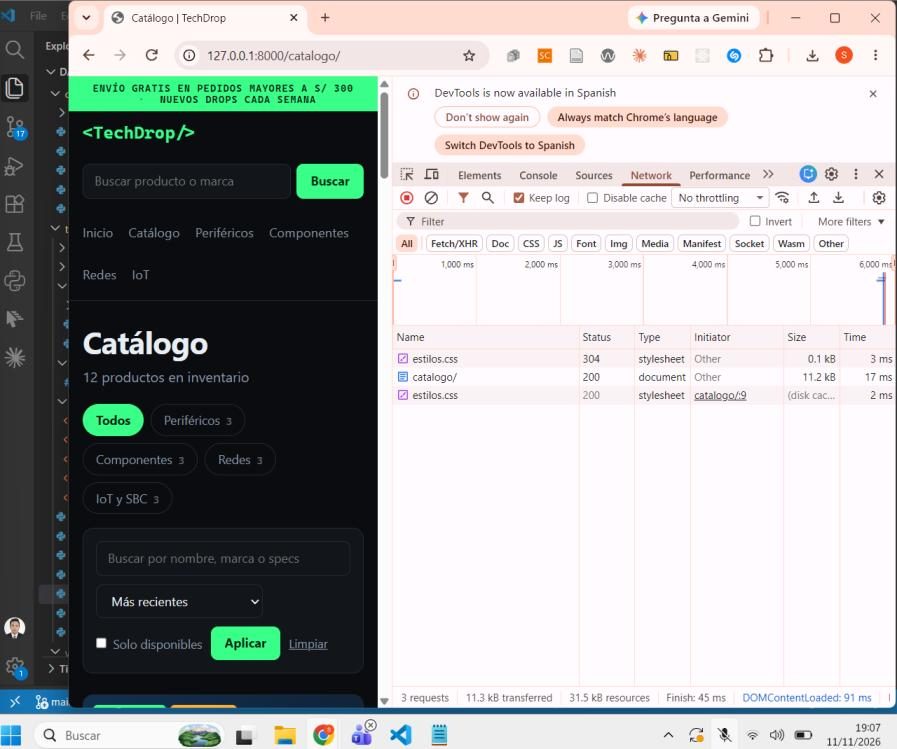 File
Catálogo | TechDrop
Pregunta a Gemini
127.0.0.1:8000/catalogo/
SC
S
Explo
17
1
mai
ENVÍO GRATIS EN PEDIDOS MAYORES A S/ 300
· NUEVOS DROPS CADA SEMANA
<TechDrop/>
Buscar producto o marca
Buscar
Inicio Catálogo Periféricos Componentes
Redes IoT
Catálogo
12 productos en inventario
Todos Periféricos 3
Componentes 3 Redes 3
IoT y SBC 3
Buscar por nombre, marca o specs
Más recientes
Solo disponibles Aplicar Limpiar
DevTools is now available in Spanish
Don't show again Always match Chrome's language
Switch DevTools to Spanish
Elements Console Sources Network Performance
Keep log Disable cache No throttling
Filter Invert More filters
All Fetch/XHR Doc CSS JS Font Img Media Manifest Socket Wasm Other
1,000 ms 2,000 ms 3,000 ms 4,000 ms 5,000 ms 6,000 ms
Name Status Type Initiator Size Time
estilos.css 304 stylesheet Other 0.1 kB 3 ms
catalogo/ 200 document Other 11.2 kB 17 ms
estilos.css 200 stylesheet catalogo/:9 (disk cac... 2 ms
3 requests 11.3 kB transferred 31.5 kB resources Finish: 45 ms DOMContentLoaded: 91 ms
Buscar
19:07
11/11/2026